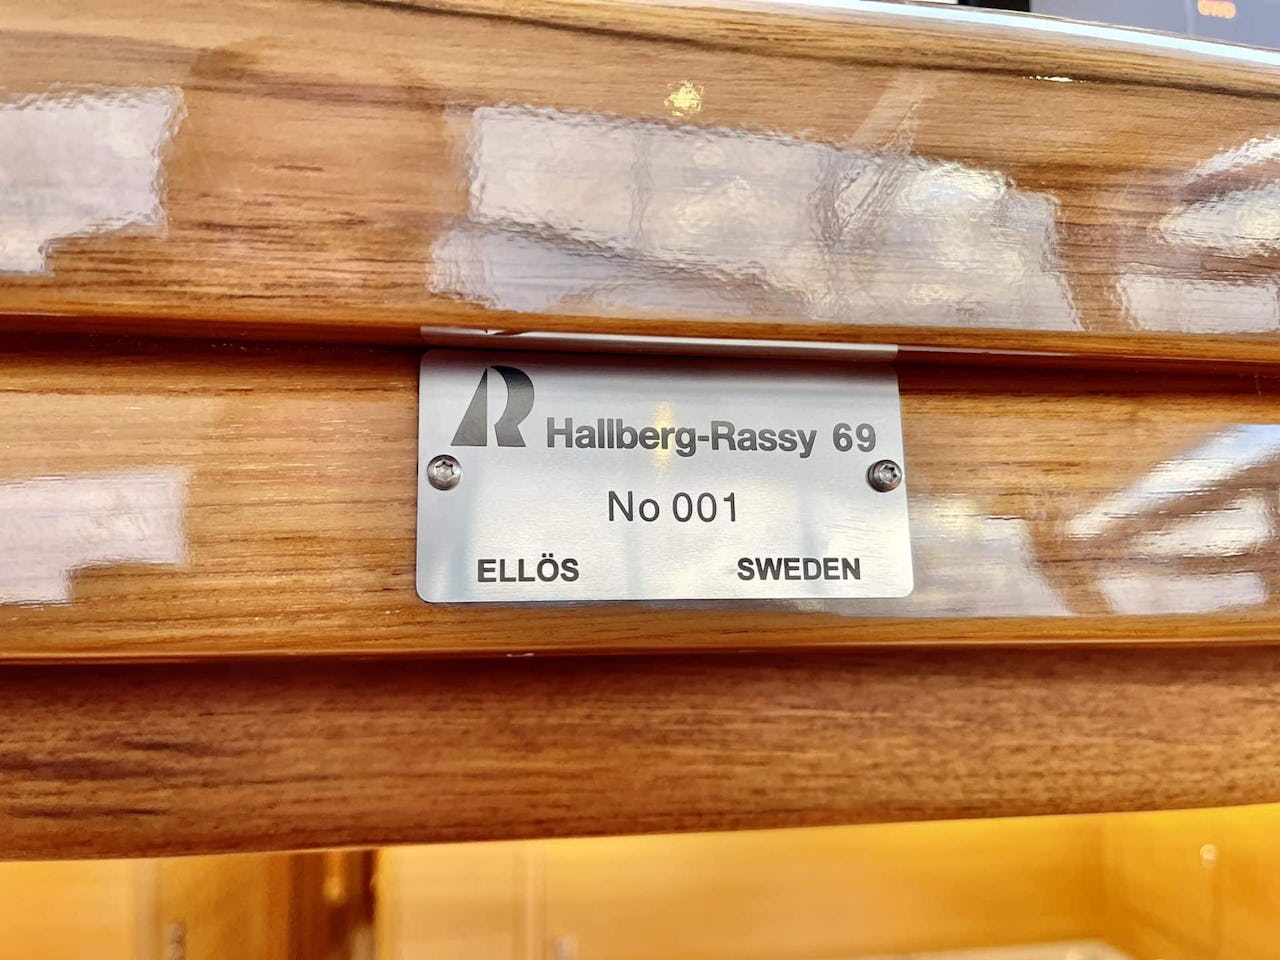 Hallberg-Rassy 69
No 001
ELLÖS SWEDEN